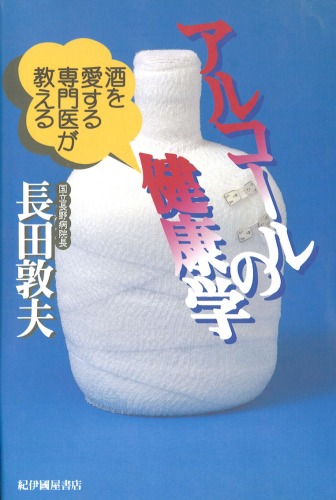 酒を
愛する
専門医が
教える
アルコールの
健康学
国立長野病院長
長田敦夫
紀伊國屋書店